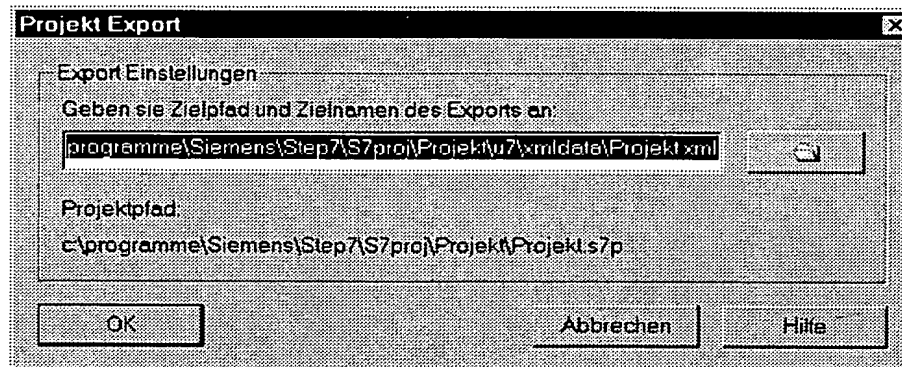 Projekt Export
Export Einstellungen
Geben sie Zielpfad und Zielnamen des Exports an:
programme\Siemens\Step7\S7proj\Projekt\u7\xmldata\Projekt.xml
Projektpfad:
c:\programme\Siemens\Step7\S7proj\Projekt\Projekt.s7p
OK
Abbrechen
Hilfe